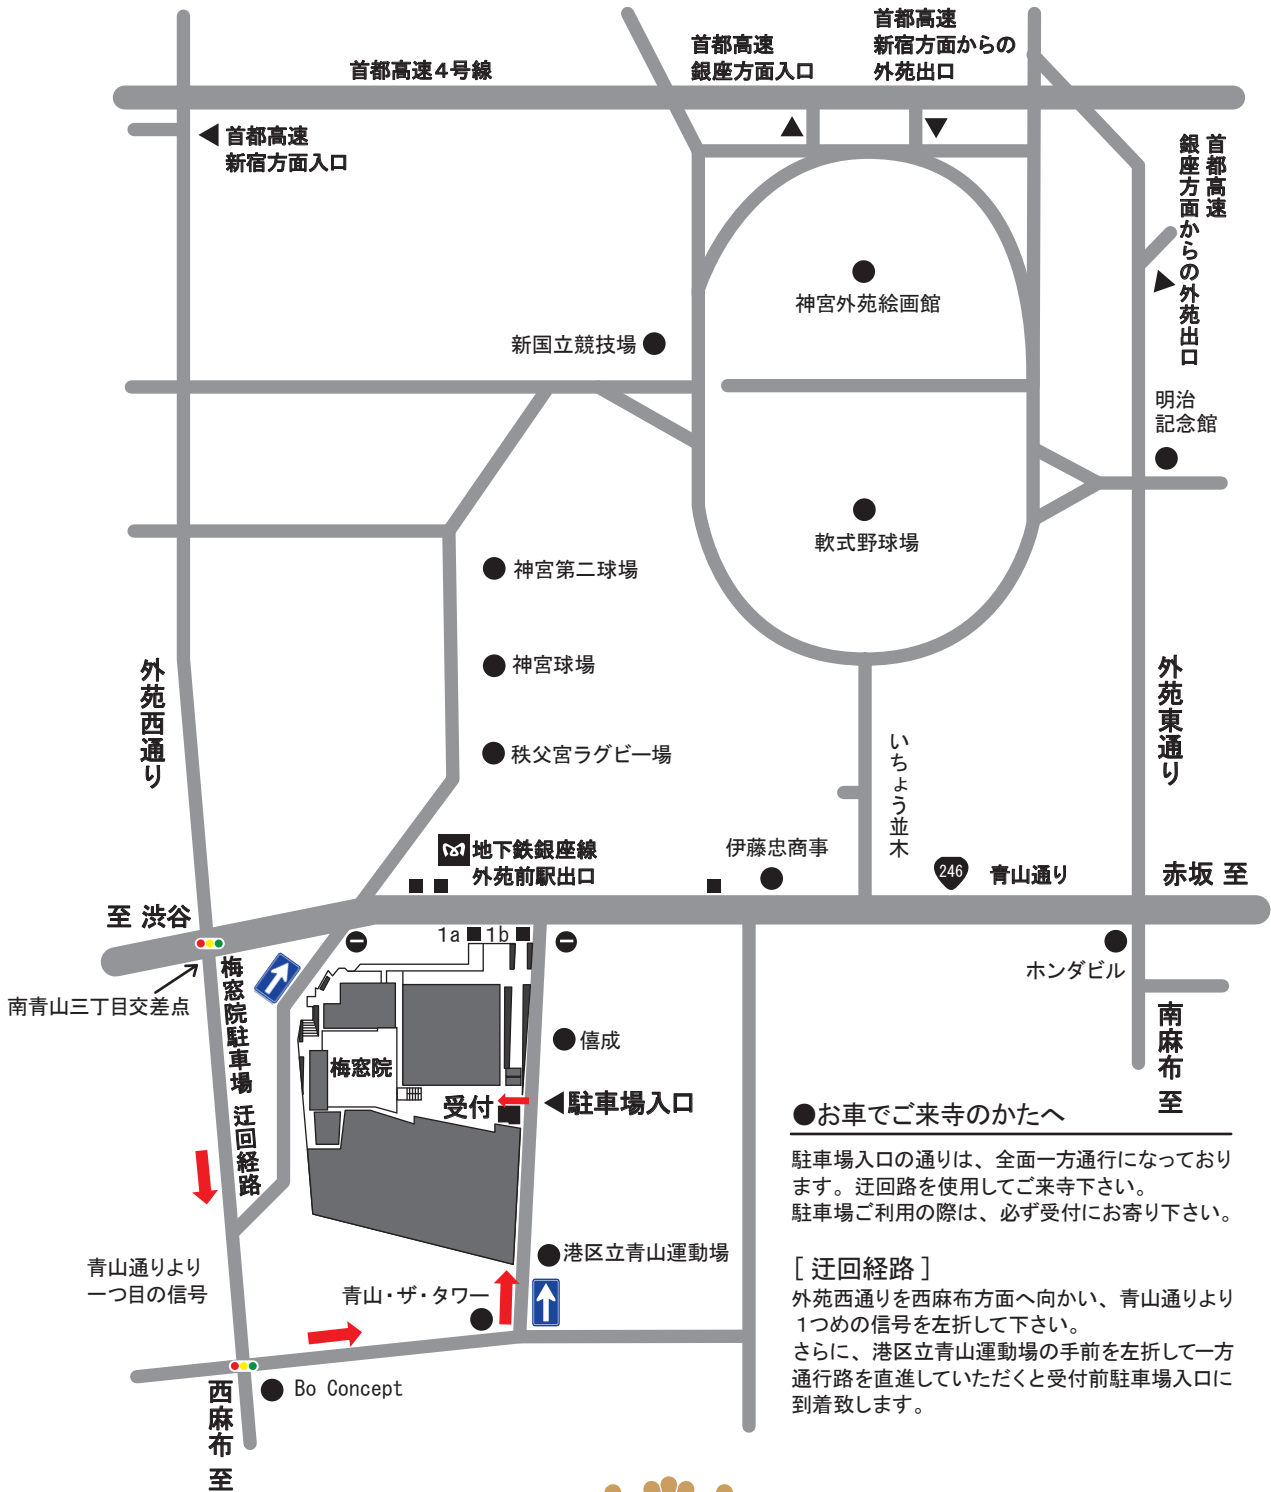 首都高速4号線
首都高速
銀座方面入口
首都高速
新宿方面からの
外苑出口
首都高速
新宿方面入口
首都高速
銀座方面からの外苑出口
神宮外苑絵画館
新国立競技場
明治
記念館
軟式野球場
神宮第二球場
神宮球場
秩父宮ラグビー場
外苑西通り
外苑東通り
いちょう並木
地下鉄銀座線
外苑前駅出口
伊藤忠商事
246
青山通り
赤坂 至
至 渋谷
1a
1b
南青山三丁目交差点
梅窓院駐車場 迂回経路
ホンダビル
南麻布 至
僖成
梅窓院
受付
駐車場入口
港区立青山運動場
青山・ザ・タワー
青山通りより
一つ目の信号
Bo Concept
西麻布 至
●お車でご来寺のかたへ
駐車場入口の通りは、全面一方通行になっており
ます。迂回路を使用してご来寺下さい。
駐車場ご利用の際は、必ず受付にお寄り下さい。
［ 迂回経路 ］
外苑西通りを西麻布方面へ向かい、青山通りより
1つめの信号を左折して下さい。
さらに、港区立青山運動場の手前を左折して一方
通行路を直進していただくと受付前駐車場入口に
到着致します。